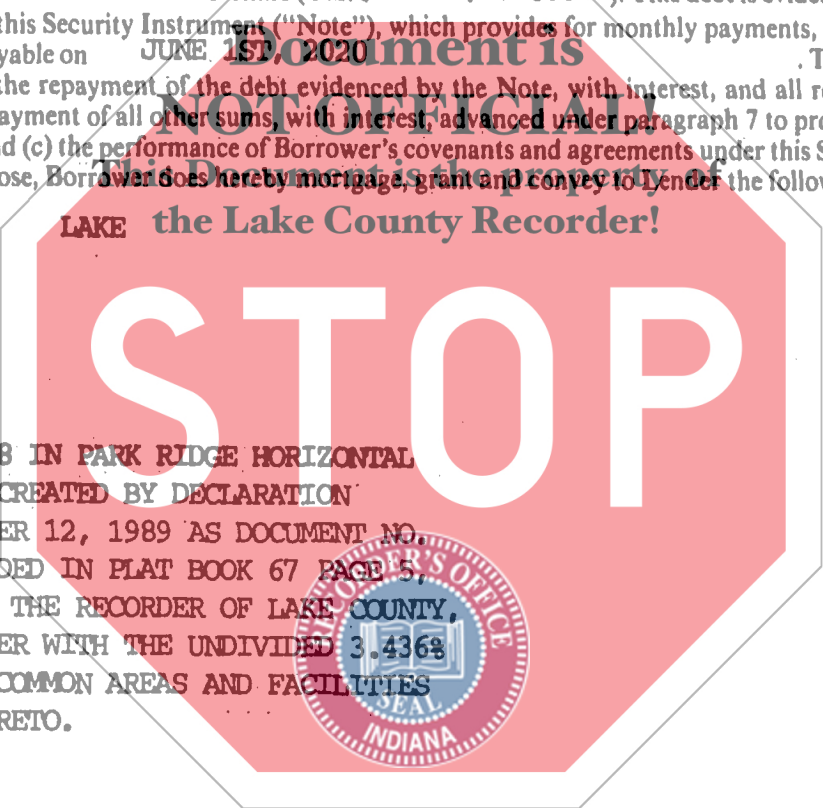 this Security Instrument ("Note"), which provides for monthly payments,
yable on JUNE 1ST, 2020 . T
Document is
the repayment of the debt evidenced by the Note, with interest, and all r
NOT OFFICIAL!
ayment of all other sums, with interest, advanced under paragraph 7 to pro
d (c) the performance of Borrower's covenants and agreements under this S
This Document is the property of
ose, Borrower does hereby mortgage, grant and convey to Lender the follow
the Lake County Recorder!
LAKE
STOP
8 IN PARK RIDGE HORIZONTAL
CREATED BY DECLARATION
ER 12, 1989 AS DOCUMENT NO.
DED IN PLAT BOOK 67 PAGE 5,
THE RECORDER OF LAKE COUNTY,
ER WITH THE UNDIVIDED 3.436%
COMMON AREAS AND FACILITIES
RETO.
RECORDER'S OFFICE
SEAL
INDIANA